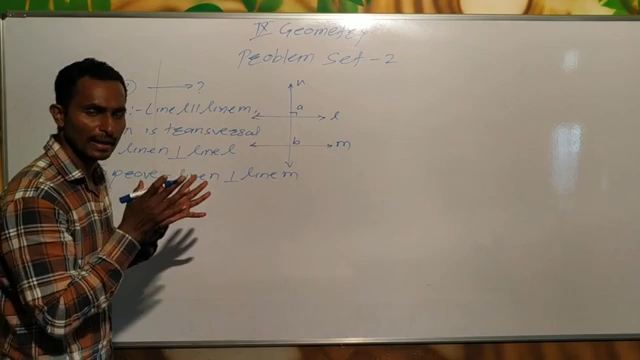 IX Geometry
Problem Set - 2
?
:- Line l || line m,
n is transversal
line n ⊥ line l
line n ⊥ line m
n
a
l
b
m